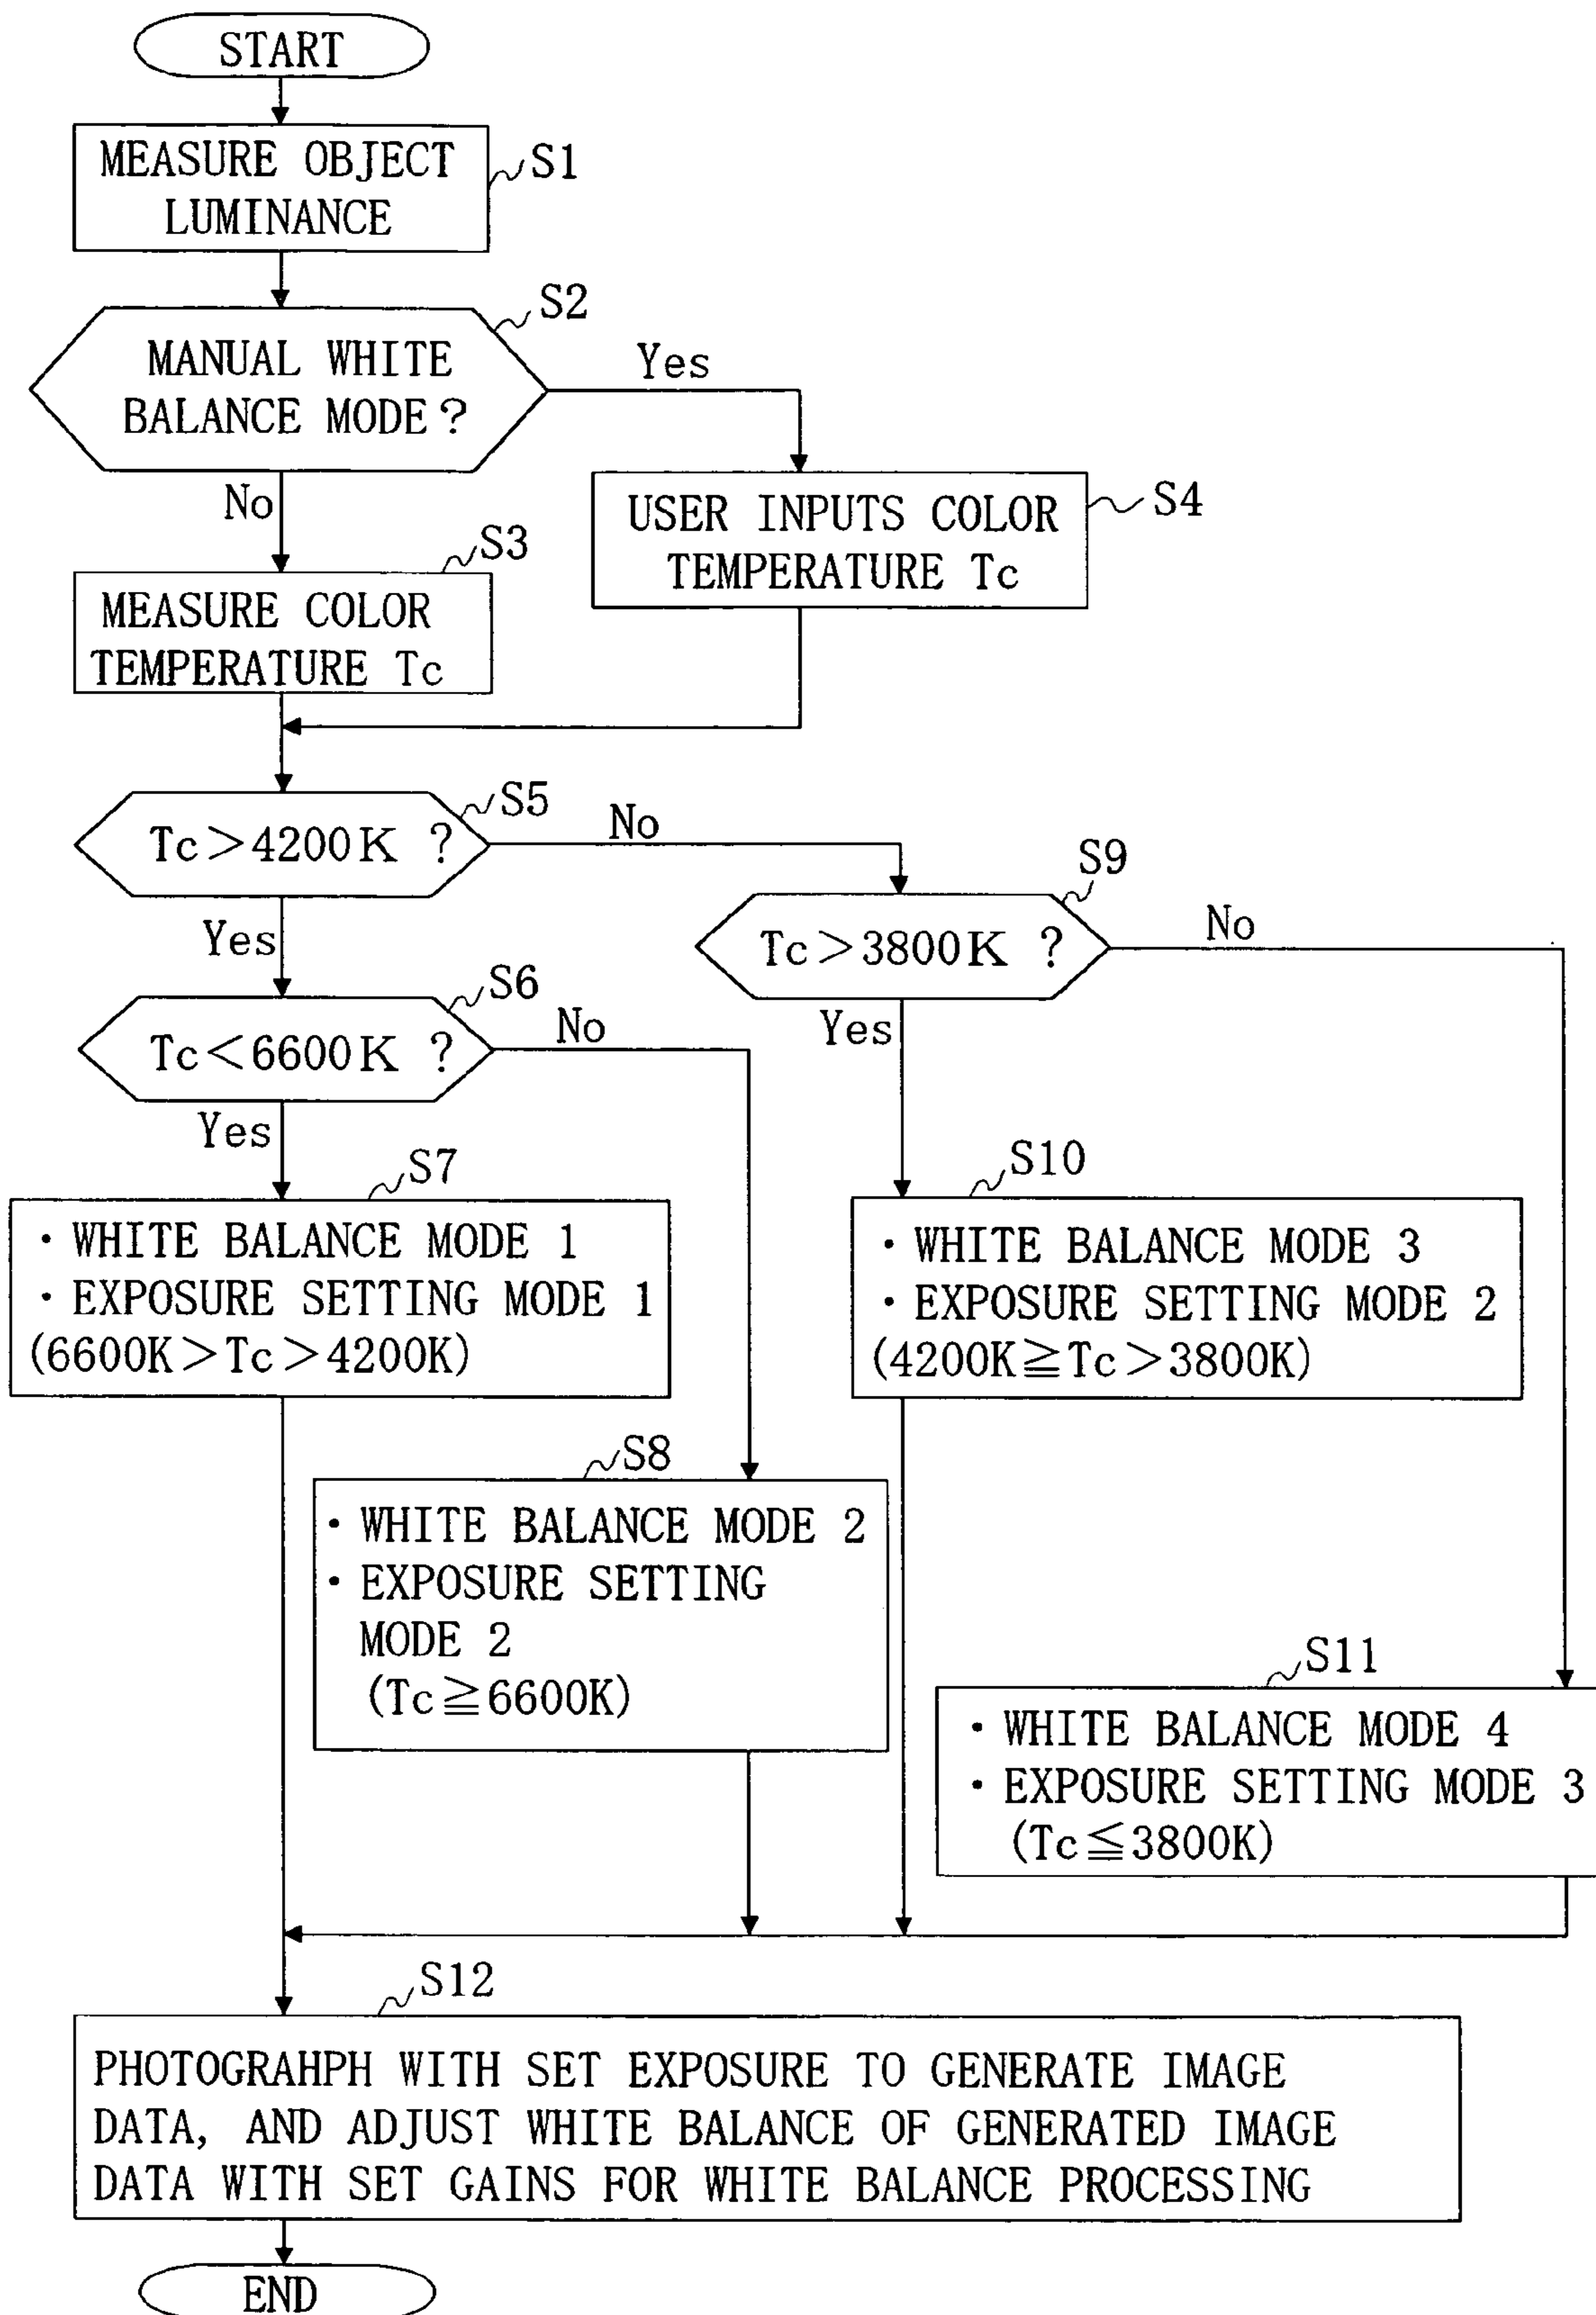 START
MEASURE OBJECT
LUMINANCE
S1
S2
MANUAL WHITE
BALANCE MODE?
Yes
No
S4
USER INPUTS COLOR
TEMPERATURE Tc
S3
MEASURE COLOR
TEMPERATURE Tc
S5
Tc>4200K ?
No
Yes
S9
Tc>3800K ?
No
Yes
S6
Tc<6600K ?
No
Yes
S7
・WHITE BALANCE MODE 1
・EXPOSURE SETTING MODE 1
(6600K>Tc>4200K)
S10
・WHITE BALANCE MODE 3
・EXPOSURE SETTING MODE 2
(4200K≧Tc>3800K)
S8
・WHITE BALANCE MODE 2
・EXPOSURE SETTING
MODE 2
(Tc≧6600K)
S11
・WHITE BALANCE MODE 4
・EXPOSURE SETTING MODE 3
(Tc≦3800K)
S12
PHOTOGRAHPH WITH SET EXPOSURE TO GENERATE IMAGE
DATA, AND ADJUST WHITE BALANCE OF GENERATED IMAGE
DATA WITH SET GAINS FOR WHITE BALANCE PROCESSING
END